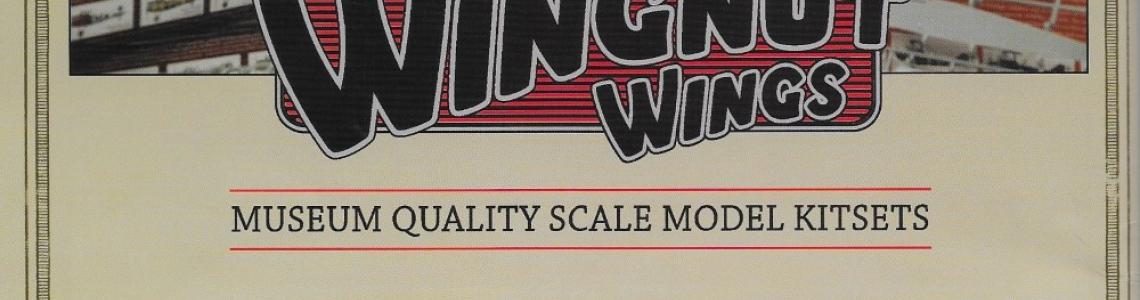 WINGNUT
WINGS
MUSEUM QUALITY SCALE MODEL KITSETS